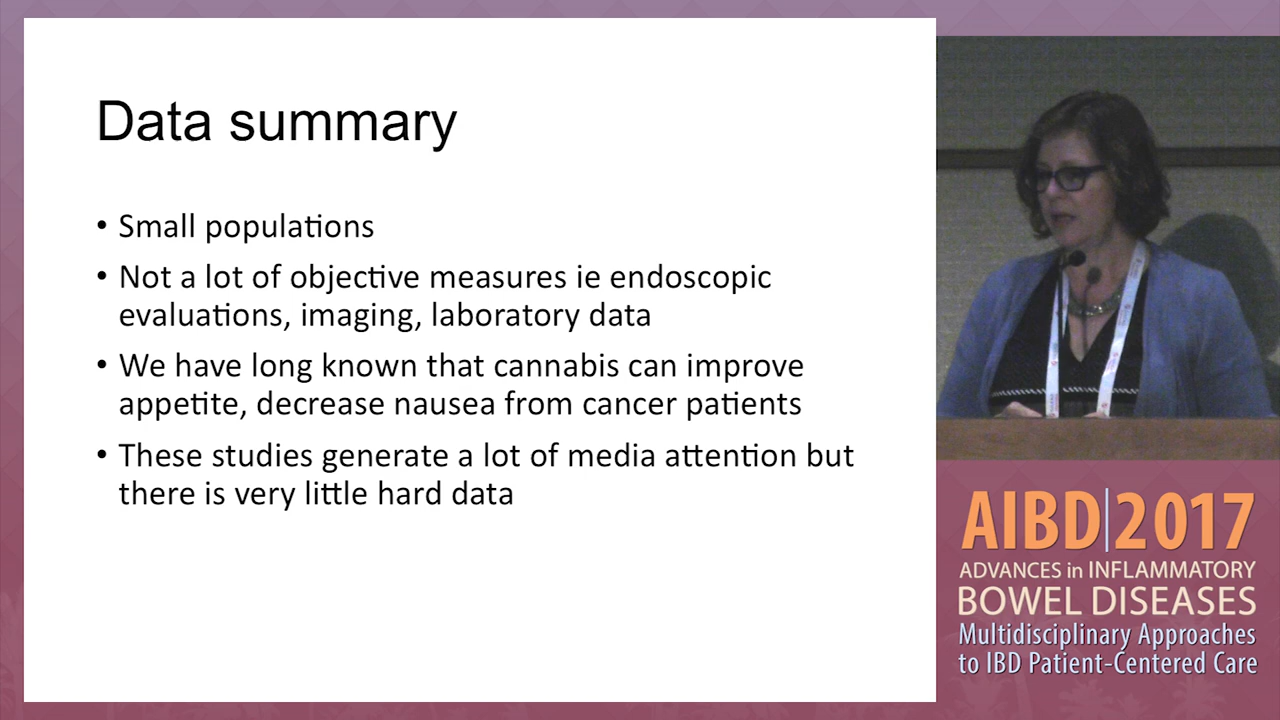 Data summary
• Small populations
• Not a lot of objective measures ie endoscopic
evaluations, imaging, laboratory data
• We have long known that cannabis can improve
appetite, decrease nausea from cancer patients
• These studies generate a lot of media attention but
there is very little hard data
AIBD|2017
ADVANCES in INFLAMMATORY
BOWEL DISEASES
Multidisciplinary Approaches
to IBD Patient-Centered Care